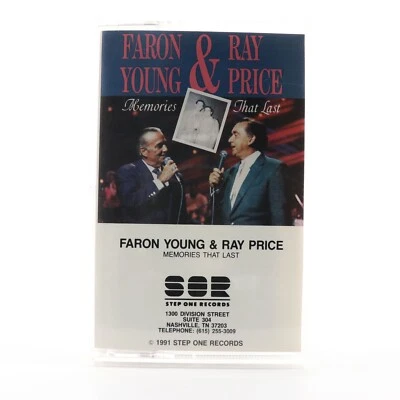 FARON & RAY
YOUNG PRICE
Memories That Last
FARON YOUNG & RAY PRICE
MEMORIES THAT LAST
SOR
STEP ONE RECORDS
1300 DIVISION STREET
SUITE 304
NASHVILLE, TN 37203
TELEPHONE: (615) 255-3009
© 1991 STEP ONE RECORDS